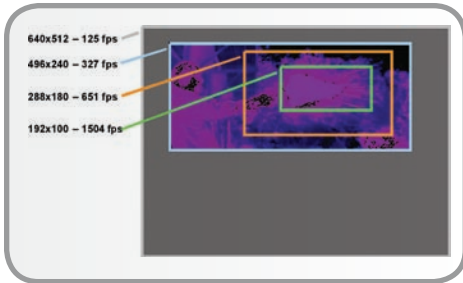 640x512 – 125 fps
496x240 – 327 fps
288x180 – 651 fps
192x100 – 1504 fps